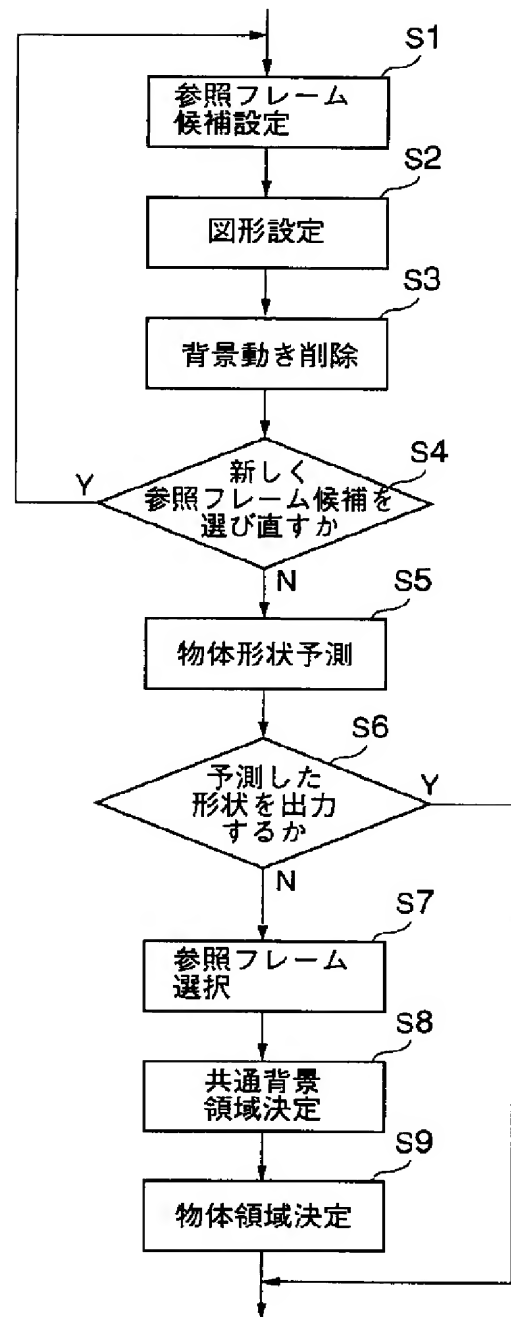 S1
参照フレーム
候補設定
S2
図形設定
S3
背景動き削除
S4
新しく
参照フレーム候補を
選び直すか
Y
N
S5
物体形状予測
S6
予測した
形状を出力
するか
Y
N
S7
参照フレーム
選択
S8
共通背景
領域決定
S9
物体領域決定